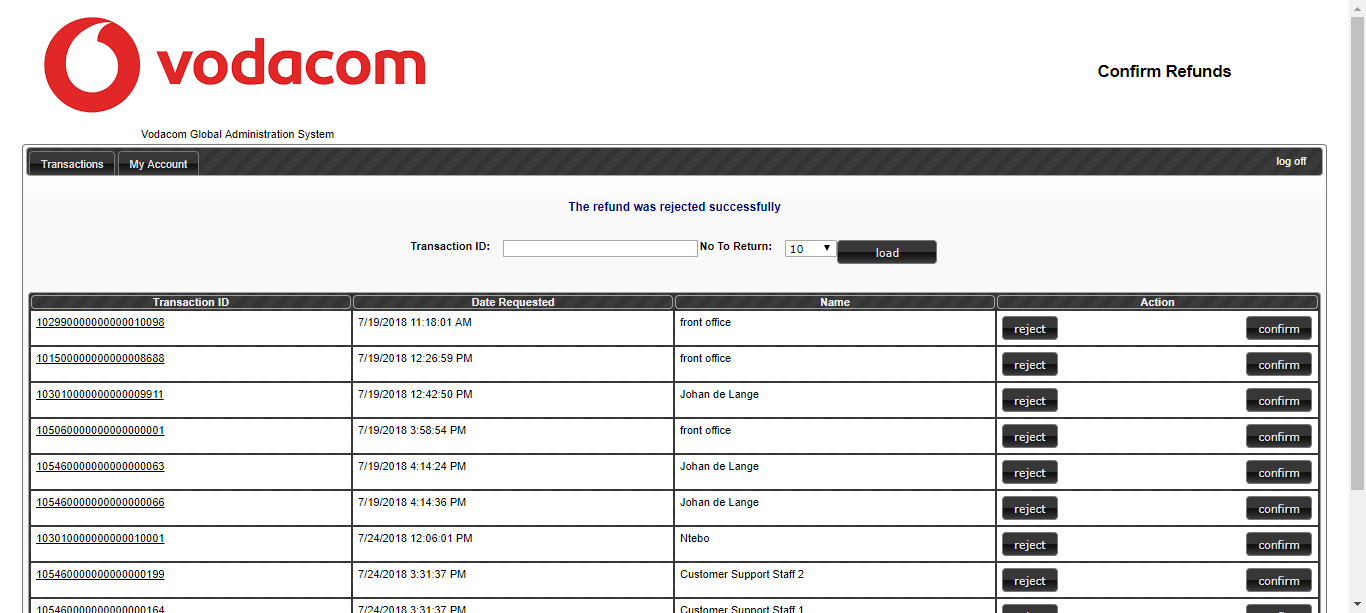 vodacom
Confirm Refunds
Vodacom Global Administration System
Transactions My Account log off
The refund was rejected successfully
Transaction ID: No To Return: 10 load
Transaction ID Date Requested Name Action
102990000000000010098 7/19/2018 11:18:01 AM front office reject confirm
101500000000000008688 7/19/2018 12:26:59 PM front office reject confirm
103010000000000009911 7/19/2018 12:42:50 PM Johan de Lange reject confirm
105060000000000000001 7/19/2018 3:58:54 PM front office reject confirm
105460000000000000063 7/19/2018 4:14:24 PM Johan de Lange reject confirm
105460000000000000066 7/19/2018 4:14:36 PM Johan de Lange reject confirm
103010000000000010001 7/24/2018 12:06:01 PM Ntebo reject confirm
105460000000000000199 7/24/2018 3:31:37 PM Customer Support Staff 2 reject confirm
105460000000000000164 7/24/2018 3:31:37 PM Customer Support Staff 1